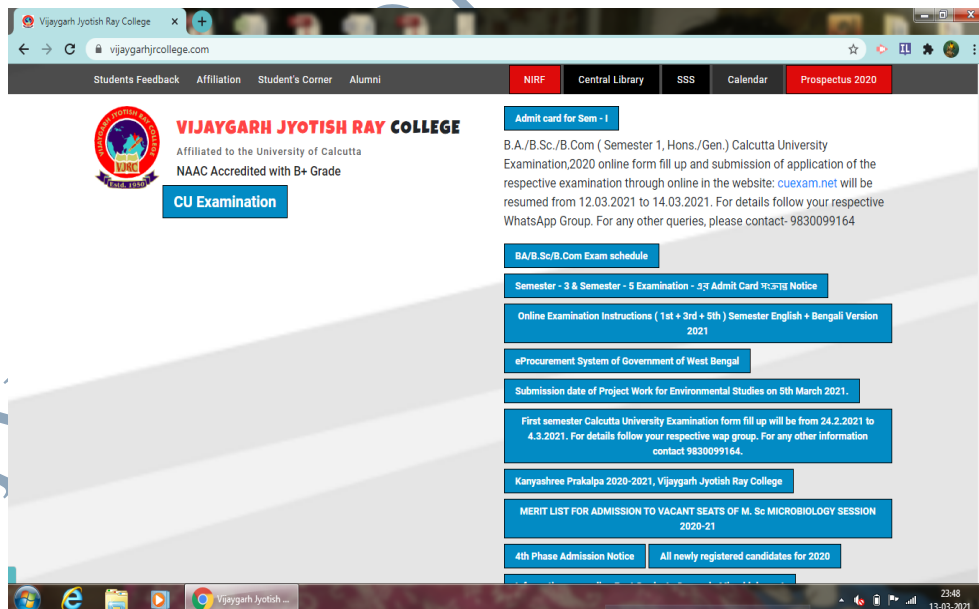 Vijaygarh Jyotish Ray College
vijaygarhjrcollege.com
Students Feedback Affiliation Student's Corner Alumni NIRF Central Library SSS Calendar Prospectus 2020
JYOTISH RAY COLLEGE
VJRC
Estd. 1950
VIJAYGARH JYOTISH RAY COLLEGE
Affiliated to the University of Calcutta
NAAC Accredited with B+ Grade
CU Examination
Admit card for Sem - I
B.A./B.Sc./B.Com ( Semester 1, Hons./Gen.) Calcutta University
Examination,2020 online form fill up and submission of application of the
respective examination through online in the website: cuexam.net will be
resumed from 12.03.2021 to 14.03.2021. For details follow your respective
WhatsApp Group. For any other queries, please contact- 9830099164
BA/B.Sc/B.Com Exam schedule
Semester - 3 & Semester - 5 Examination - এর Admit Card সংক্রান্ত Notice
Online Examination Instructions ( 1st + 3rd + 5th ) Semester English + Bengali Version
2021
eProcurement System of Government of West Bengal
Submission date of Project Work for Environmental Studies on 5th March 2021.
First semester Calcutta University Examination form fill up will be from 24.2.2021 to
4.3.2021. For details follow your respective wap group. For any other information
contact 9830099164.
Kanyashree Prakalpa 2020-2021, Vijaygarh Jyotish Ray College
MERIT LIST FOR ADMISSION TO VACANT SEATS OF M. Sc MICROBIOLOGY SESSION
2020-21
4th Phase Admission Notice All newly registered candidates for 2020
Vijaygarh Jyotish ...
23:48
13-03-2021